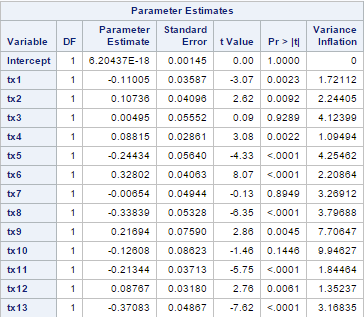 Parameter Estimates
Variable DF Parameter Estimate Standard Error t Value Pr > |t| Variance Inflation
Intercept 1 6.20437E-18 0.00145 0.00 1.0000 0
tx1 1 -0.11005 0.03587 -3.07 0.0023 1.72112
tx2 1 0.10736 0.04096 2.62 0.0092 2.24405
tx3 1 0.00495 0.05552 0.09 0.9289 4.12399
tx4 1 0.08815 0.02861 3.08 0.0022 1.09494
tx5 1 -0.24434 0.05640 -4.33 <.0001 4.25462
tx6 1 0.32802 0.04063 8.07 <.0001 2.20864
tx7 1 -0.00654 0.04944 -0.13 0.8949 3.26912
tx8 1 -0.33839 0.05328 -6.35 <.0001 3.79688
tx9 1 0.21694 0.07590 2.86 0.0045 7.70647
tx10 1 -0.12608 0.08623 -1.46 0.1446 9.94627
tx11 1 -0.21344 0.03713 -5.75 <.0001 1.84464
tx12 1 0.08767 0.03180 2.76 0.0061 1.35237
tx13 1 -0.37083 0.04867 -7.62 <.0001 3.16835